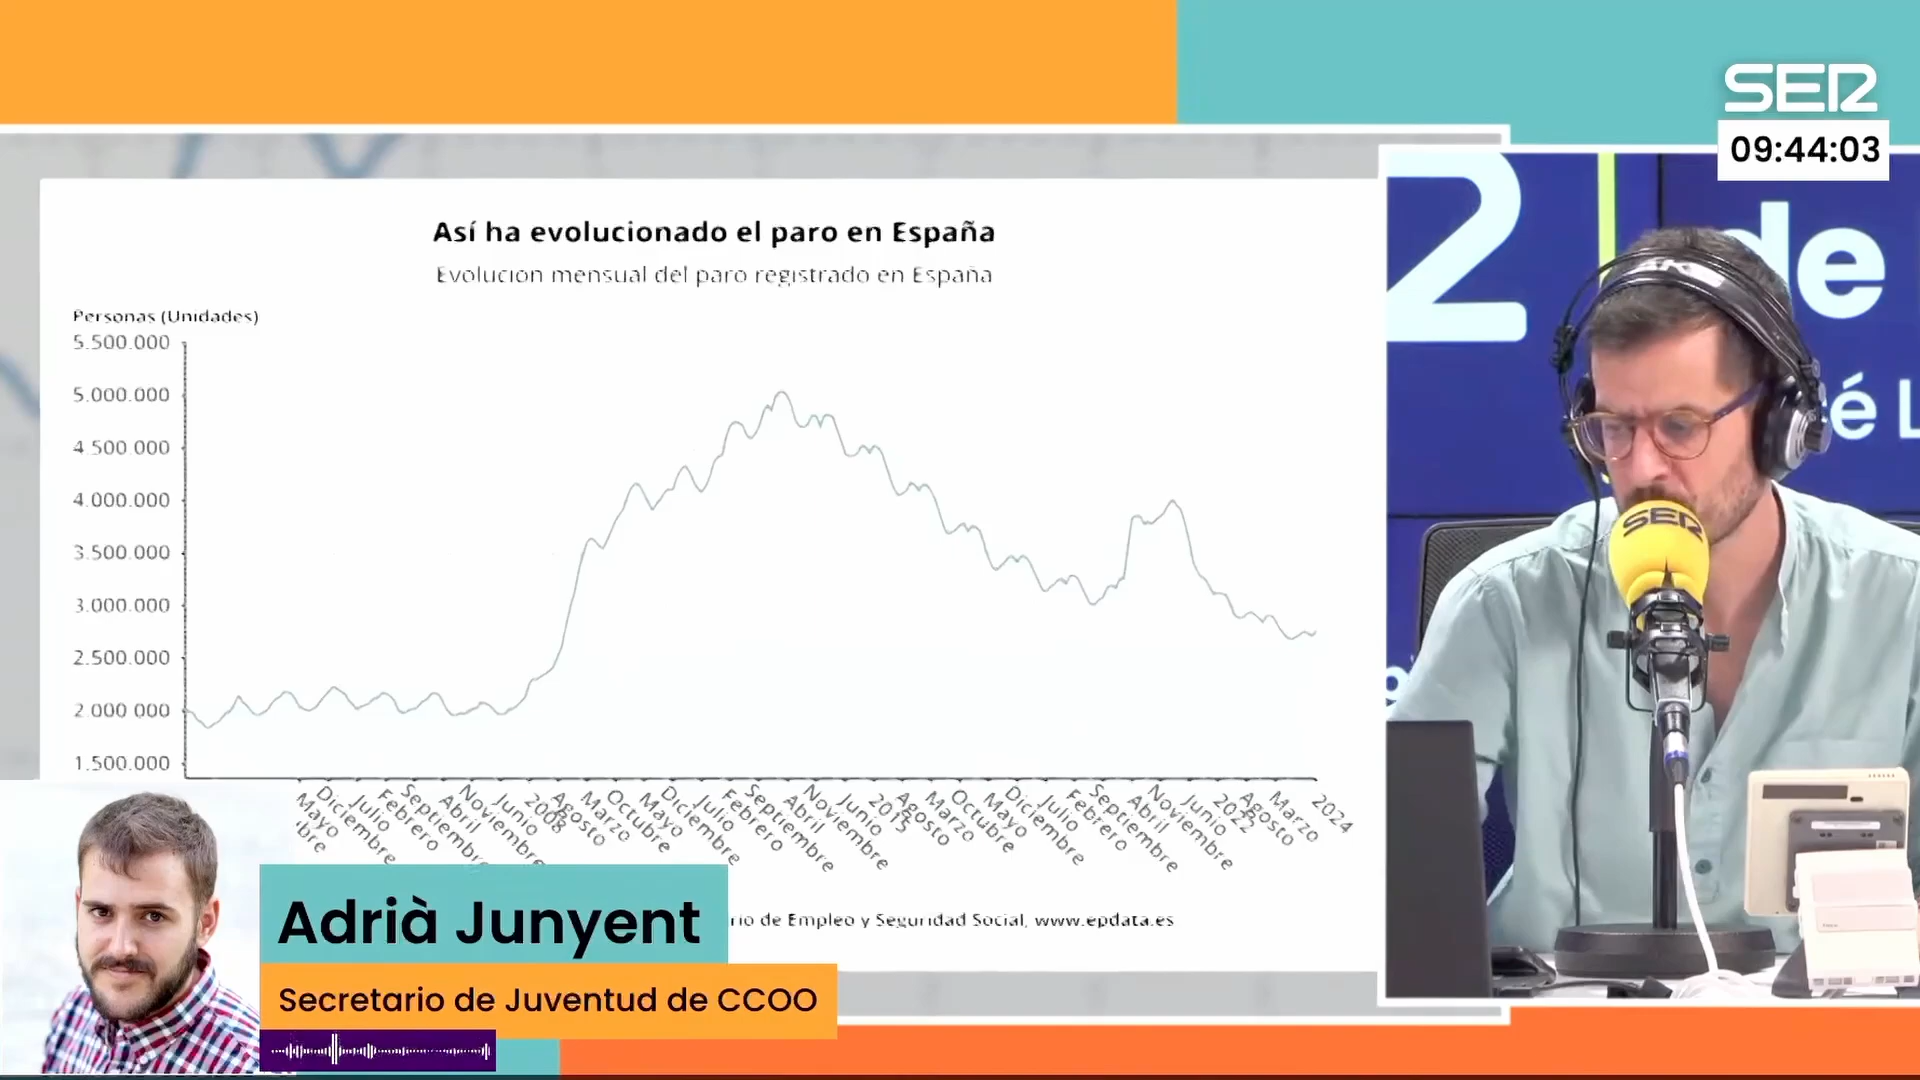 SER
09:44:03
2
de
é L
Así ha evolucionado el paro en España
Evolución mensual del paro registrado en España
Personas (Unidades)
5.500.000
5.000.000
4.500.000
4.000.000
3.500.000
3.000.000
2.500.000
2.000.000
1.500.000
bre
Mayo
Diciembre
Julio
Febrero
Septiembre
Abril
Noviembre
Junio
2008
Agosto
Marzo
Octubre
Mayo
Diciembre
Julio
Febrero
Septiembre
Abril
Noviembre
Junio
2015
Agosto
Marzo
Octubre
Mayo
Diciembre
Julio
Febrero
Septiembre
Abril
Noviembre
Junio
2022
Agosto
Marzo
2024
rio de Empleo y Seguridad Social, www.epdata.es
SER
Adrià Junyent
Secretario de Juventud de CCOO